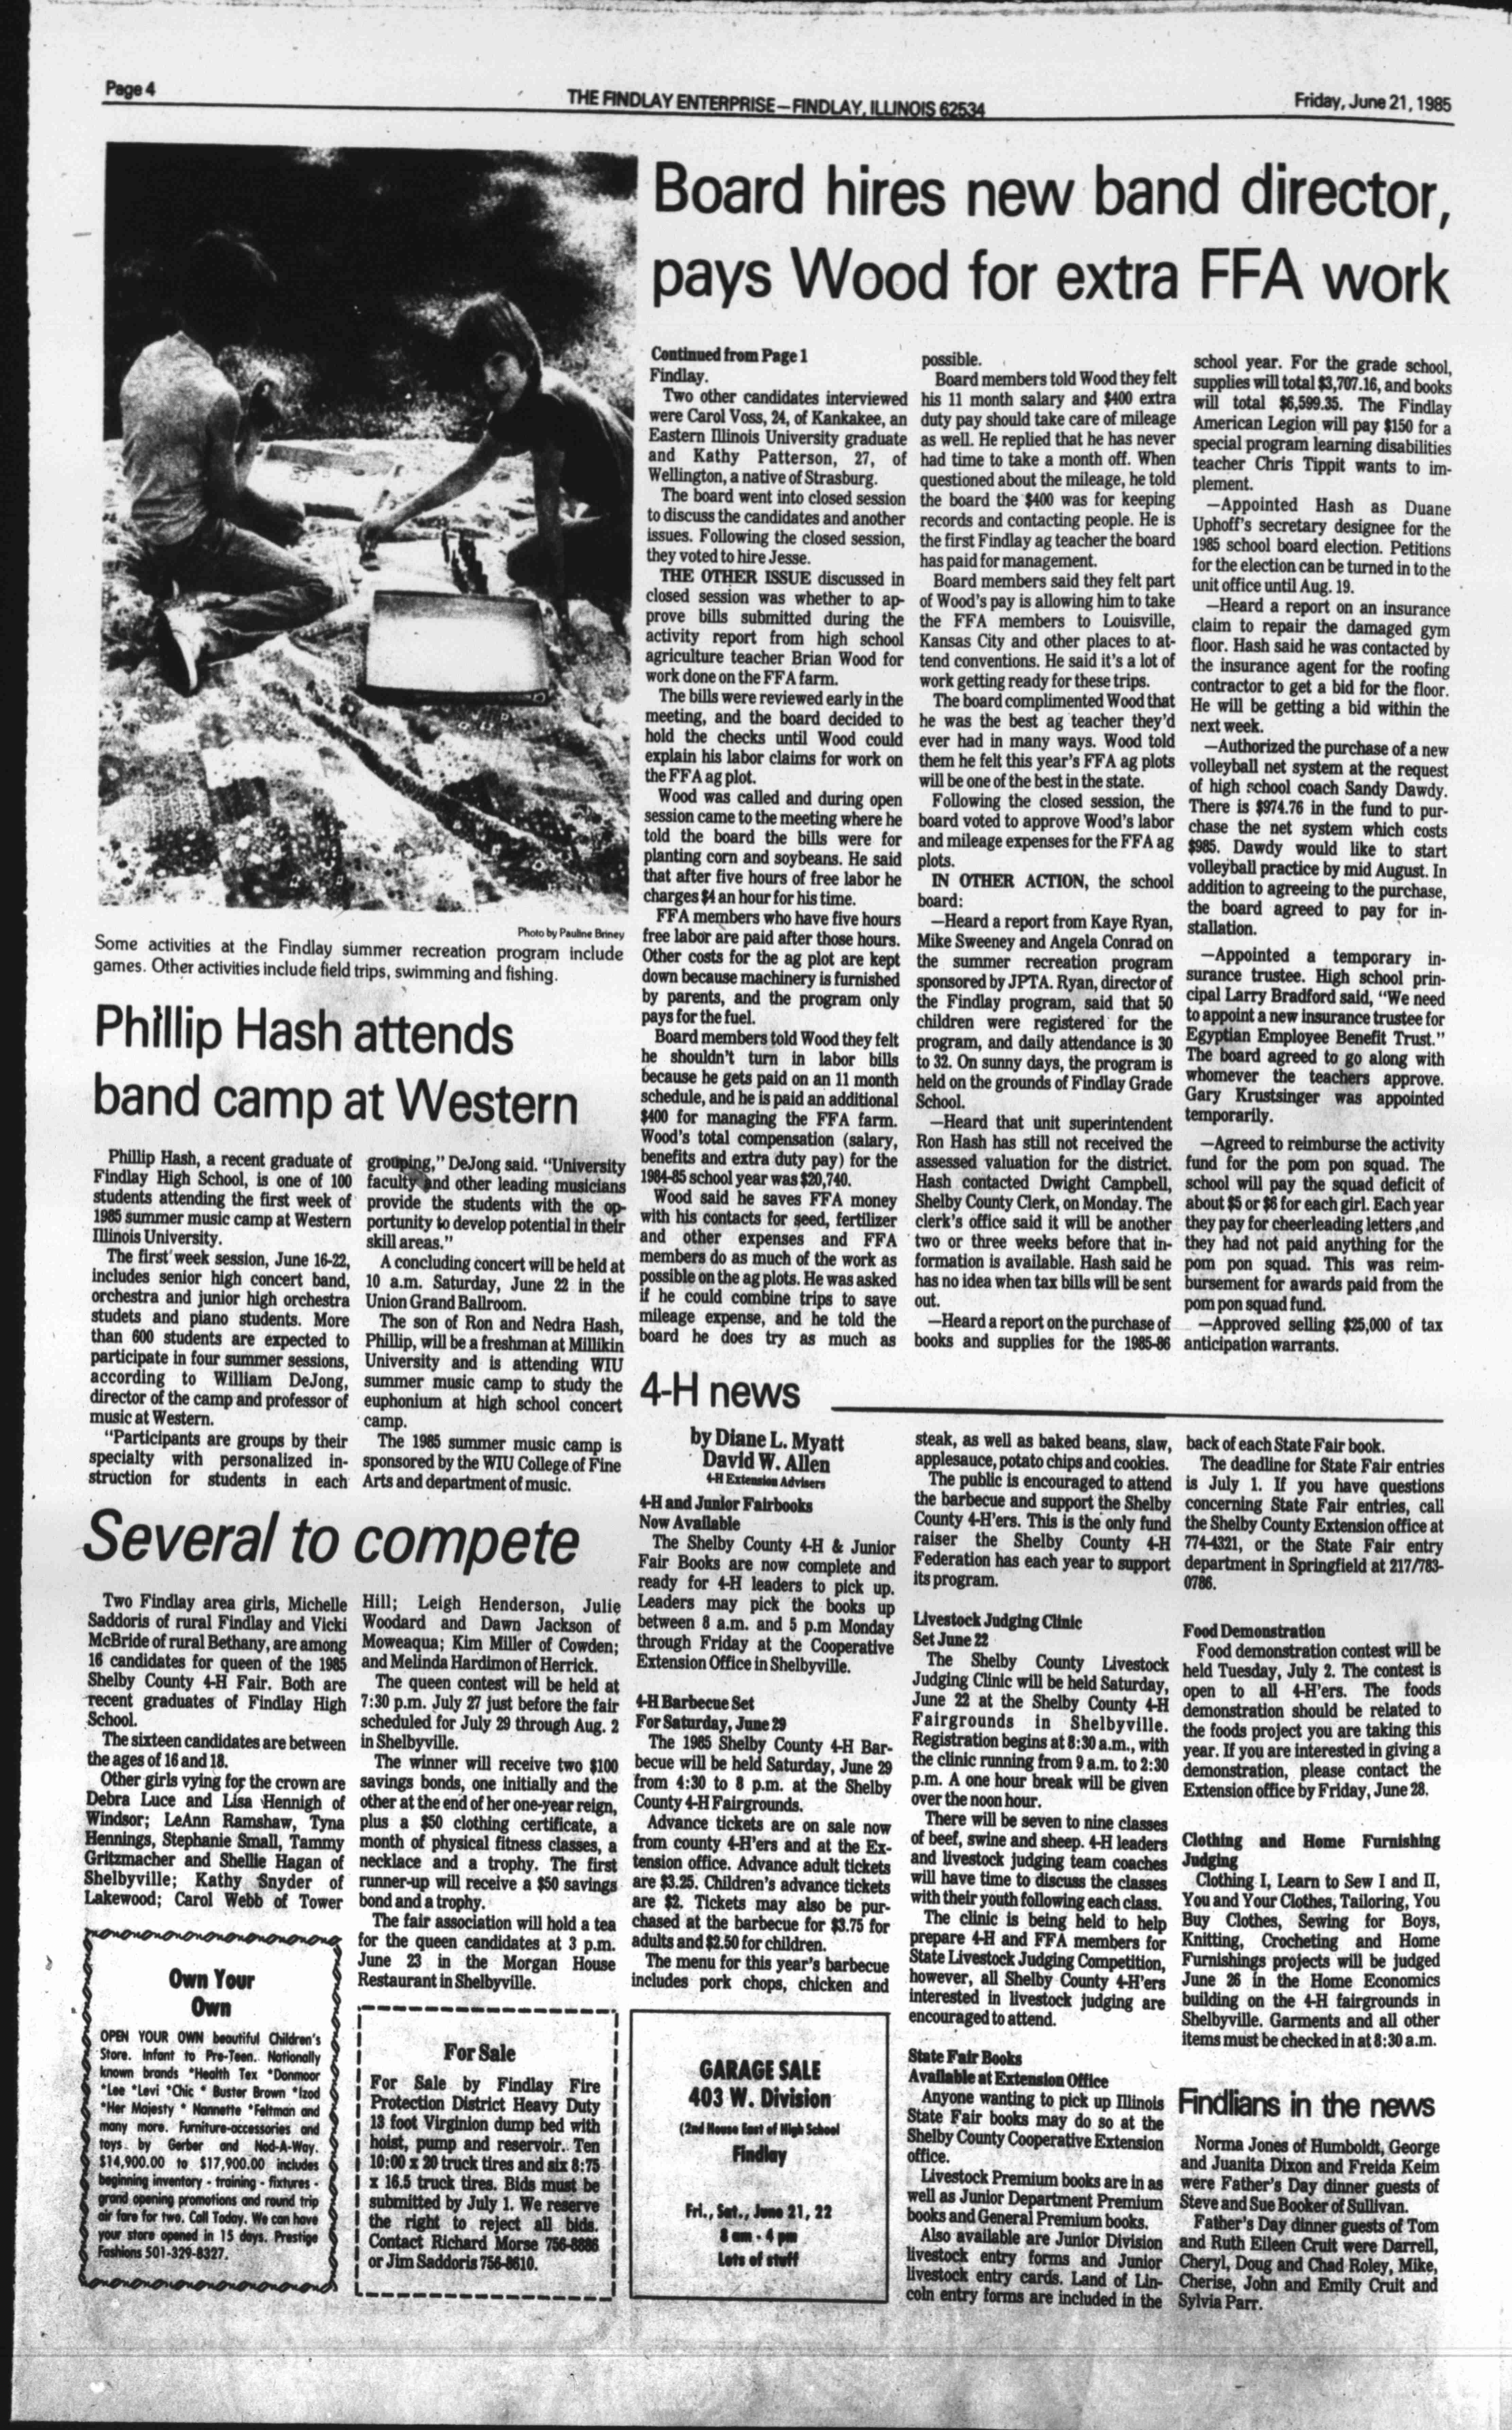 Page 4
THE FINDLAY ENTERPRISE—FINDLAY, ILLINOIS 62534
Friday, June 21, 1985
Photo by Pauline Briney
Some activities at the Findlay summer recreation program include
games. Other activities include field trips, swimming and fishing.
Board hires new band director,
pays Wood for extra FFA work
Continued from Page 1
Findlay.
Two other candidates interviewed
were Carol Voss, 24, of Kankakee, an
Eastern Illinois University graduate
and Kathy Patterson, 27, of
Wellington, a native of Strasburg.
The board went into closed session
to discuss the candidates and another
issues. Following the closed session,
they voted to hire Jesse.
THE OTHER ISSUE discussed in
closed session was whether to ap-
prove bills submitted during the
activity report from high school
agriculture teacher Brian Wood for
work done on the FFA farm.
The bills were reviewed early in the
meeting, and the board decided to
hold the checks until Wood could
explain his labor claims for work on
the FFA ag plot.
Wood was called and during open
session came to the meeting where he
told the board the bills were for
planting corn and soybeans. He said
that after five hours of free labor he
charges $4 an hour for his time.
FFA members who have five hours
free labor are paid after those hours.
Other costs for the ag plot are kept
down because machinery is furnished
by parents, and the program only
pays for the fuel.
Board members told Wood they felt
he shouldn't turn in labor bills
because he gets paid on an 11 month
schedule, and he is paid an additional
$400 for managing the FFA farm.
Wood's total compensation (salary,
benefits and extra duty pay) for the
1984-85 school year was $20,740.
Wood said he saves FFA money
with his contacts for seed, fertilizer
and other expenses and FFA
members do as much of the work as
possible on the ag plots. He was asked
if he could combine trips to save
mileage expense, and he told the
board he does try as much as
possible.
Board members told Wood they felt
his 11 month salary and $400 extra
duty pay should take care of mileage
as well. He replied that he has never
had time to take a month off. When
questioned about the mileage, he told
the board the $400 was for keeping
records and contacting people. He is
the first Findlay ag teacher the board
has paid for management.
Board members said they felt part
of Wood's pay is allowing him to take
the FFA members to Louisville,
Kansas City and other places to at-
tend conventions. He said it's a lot of
work getting ready for these trips.
The board complimented Wood that
he was the best ag teacher they'd
ever had in many ways. Wood told
them he felt this year's FFA ag plots
will be one of the best in the state.
Following the closed session, the
board voted to approve Wood's labor
and mileage expenses for the FFA ag
plots.
IN OTHER ACTION, the school
board:
—Heard a report from Kaye Ryan,
Mike Sweeney and Angela Conrad on
the summer recreation program
sponsored by JPTA. Ryan, director of
the Findlay program, said that 50
children were registered for the
program, and daily attendance is 30
to 32. On sunny days, the program is
held on the grounds of Findlay Grade
School.
—Heard that unit superintendent
Ron Hash has still not received the
assessed valuation for the district.
Hash contacted Dwight Campbell,
Shelby County Clerk, on Monday. The
clerk's office said it will be another
two or three weeks before that in-
formation is available. Hash said he
has no idea when tax bills will be sent
out.
—Heard a report on the purchase of
books and supplies for the 1985-86
school year. For the grade school,
supplies will total $3,707.16, and books
will total $6,599.35. The Findlay
American Legion will pay $150 for a
special program learning disabilities
teacher Chris Tippit wants to im-
plement.
—Appointed Hash as Duane
Uphoff's secretary designee for the
1985 school board election. Petitions
for the election can be turned in to the
unit office until Aug. 19.
—Heard a report on an insurance
claim to repair the damaged gym
floor. Hash said he was contacted by
the insurance agent for the roofing
contractor to get a bid for the floor.
He will be getting a bid within the
next week.
—Authorized the purchase of a new
volleyball net system at the request
of high school coach Sandy Dawdy.
There is $974.76 in the fund to pur-
chase the net system which costs
$985. Dawdy would like to start
volleyball practice by mid August. In
addition to agreeing to the purchase,
the board agreed to pay for in-
stallation.
—Appointed a temporary in-
surance trustee. High school prin-
cipal Larry Bradford said, "We need
to appoint a new insurance trustee for
Egyptian Employee Benefit Trust."
The board agreed to go along with
whomever the teachers approve.
Gary Krustsinger was appointed
temporarily.
—Agreed to reimburse the activity
fund for the pom pon squad. The
school will pay the squad deficit of
about $5 or $6 for each girl. Each year
they pay for cheerleading letters ,and
they had not paid anything for the
pom pon squad. This was reim-
bursement for awards paid from the
pom pon squad fund.
—Approved selling $25,000 of tax
anticipation warrants.
Phillip Hash attends
band camp at Western
Phillip Hash, a recent graduate of
Findlay High School, is one of 100
students attending the first week of
1985 summer music camp at Western
Illinois University.
The first week session, June 16-22,
includes senior high concert band,
orchestra and junior high orchestra
studets and piano students. More
than 600 students are expected to
participate in four summer sessions,
according to William DeJong,
director of the camp and professor of
music at Western.
"Participants are groups by their
specialty with personalized in-
struction for students in each
grouping," DeJong said. "University
faculty and other leading musicians
provide the students with the op-
portunity to develop potential in their
skill areas."
A concluding concert will be held at
10 a.m. Saturday, June 22 in the
Union Grand Ballroom.
The son of Ron and Nedra Hash,
Phillip, will be a freshman at Millikin
University and is attending WIU
summer music camp to study the
euphonium at high school concert
camp.
The 1985 summer music camp is
sponsored by the WIU College of Fine
Arts and department of music.
Several to compete
Two Findlay area girls, Michelle
Saddoris of rural Findlay and Vicki
McBride of rural Bethany, are among
16 candidates for queen of the 1985
Shelby County 4-H Fair. Both are
recent graduates of Findlay High
School.
The sixteen candidates are between
the ages of 16 and 18.
Other girls vying for the crown are
Debra Luce and Lisa Hennigh of
Windsor; LeAnn Ramshaw, Tyna
Hennings, Stephanie Small, Tammy
Gritzmacher and Shellie Hagan of
Shelbyville; Kathy Snyder of
Lakewood; Carol Webb of Tower
Hill; Leigh Henderson, Julie
Woodard and Dawn Jackson of
Moweaqua; Kim Miller of Cowden;
and Melinda Hardimon of Herrick.
The queen contest will be held at
7:30 p.m. July 27 just before the fair
scheduled for July 29 through Aug. 2
in Shelbyville.
The winner will receive two $100
savings bonds, one initially and the
other at the end of her one-year reign,
plus a $50 clothing certificate, a
month of physical fitness classes, a
necklace and a trophy. The first
runner-up will receive a $50 savings
bond and a trophy.
The fair association will hold a tea
for the queen candidates at 3 p.m.
June 23 in the Morgan House
Restaurant in Shelbyville.
Own Your
Own
OPEN YOUR OWN beautiful Children's
Store. Infant to Pre-Teen. Nationally
known brands *Health Tex *Donmoor
*Lee *Levi *Chic * Buster Brown *Izod
*Her Majesty * Nannette *Feltman and
many more. Furniture-accessories and
toys by Gerber and Nod-A-Way.
$14,900.00 to $17,900.00 includes
beginning inventory - training - fixtures -
grand opening promotions and round trip
air fare for two. Call Today. We can have
your store opened in 15 days. Prestige
Fashions 501-329-8327.
For Sale
For Sale by Findlay Fire
Protection District Heavy Duty
13 foot Virginion dump bed with
hoist, pump and reservoir. Ten
10:00 x 20 truck tires and six 8:75
x 16.5 truck tires. Bids must be
submitted by July 1. We reserve
the right to reject all bids.
Contact Richard Morse 756-8886
or Jim Saddoris 756-8610.
4-H news
by Diane L. Myatt
David W. Allen
4-H Extension Advisers
4-H and Junior Fairbooks
Now Available
The Shelby County 4-H & Junior
Fair Books are now complete and
ready for 4-H leaders to pick up.
Leaders may pick the books up
between 8 a.m. and 5 p.m Monday
through Friday at the Cooperative
Extension Office in Shelbyville.
4-H Barbecue Set
For Saturday, June 29
The 1985 Shelby County 4-H Bar-
becue will be held Saturday, June 29
from 4:30 to 8 p.m. at the Shelby
County 4-H Fairgrounds.
Advance tickets are on sale now
from county 4-H'ers and at the Ex-
tension office. Advance adult tickets
are $3.25. Children's advance tickets
are $2. Tickets may also be pur-
chased at the barbecue for $3.75 for
adults and $2.50 for children.
The menu for this year's barbecue
includes pork chops, chicken and
steak, as well as baked beans, slaw,
applesauce, potato chips and cookies.
The public is encouraged to attend
the barbecue and support the Shelby
County 4-H'ers. This is the only fund
raiser the Shelby County 4-H
Federation has each year to support
its program.
Livestock Judging Clinic
Set June 22
The Shelby County Livestock
Judging Clinic will be held Saturday,
June 22 at the Shelby County 4-H
Fairgrounds in Shelbyville.
Registration begins at 8:30 a.m., with
the clinic running from 9 a.m. to 2:30
p.m. A one hour break will be given
over the noon hour.
There will be seven to nine classes
of beef, swine and sheep. 4-H leaders
and livestock judging team coaches
will have time to discuss the classes
with their youth following each class.
The clinic is being held to help
prepare 4-H and FFA members for
State Livestock Judging Competition,
however, all Shelby County 4-H'ers
interested in livestock judging are
encouraged to attend.
State Fair Books
Available at Extension Office
Anyone wanting to pick up Illinois
State Fair books may do so at the
Shelby County Cooperative Extension
office.
Livestock Premium books are in as
well as Junior Department Premium
books and General Premium books.
Also available are Junior Division
livestock entry forms and Junior
livestock entry cards. Land of Lin-
coln entry forms are included in the
back of each State Fair book.
The deadline for State Fair entries
is July 1. If you have questions
concerning State Fair entries, call
the Shelby County Extension office at
774-4321, or the State Fair entry
department in Springfield at 217/783-
0786.
Food Demonstration
Food demonstration contest will be
held Tuesday, July 2. The contest is
open to all 4-H'ers. The foods
demonstration should be related to
the foods project you are taking this
year. If you are interested in giving a
demonstration, please contact the
Extension office by Friday, June 28.
Clothing and Home Furnishing
Judging
Clothing I, Learn to Sew I and II,
You and Your Clothes, Tailoring, You
Buy Clothes, Sewing for Boys,
Knitting, Crocheting and Home
Furnishings projects will be judged
June 26 in the Home Economics
building on the 4-H fairgrounds in
Shelbyville. Garments and all other
items must be checked in at 8:30 a.m.
GARAGE SALE
403 W. Division
(2nd House East of High School
Findlay
Fri., Sat., June 21, 22
8 am - 4 pm
Lots of stuff
Findlians in the news
Norma Jones of Humboldt, George
and Juanita Dixon and Freida Keim
were Father's Day dinner guests of
Steve and Sue Booker of Sullivan.
Father's Day dinner guests of Tom
and Ruth Eileen Cruit were Darrell,
Cheryl, Doug and Chad Roley, Mike,
Cherise, John and Emily Cruit and
Sylvia Parr.